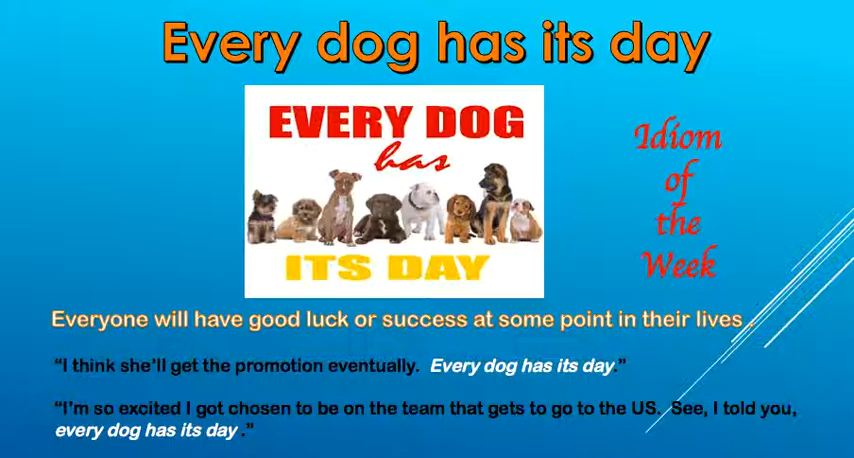 Every dog has its day
EVERY DOG
has
ITS DAY
Idiom
of
the
Week
Everyone will have good luck or success at some point in their lives .
“I think she’ll get the promotion eventually.  Every dog has its day.”
“I’m so excited I got chosen to be on the team that gets to go to the US.  See, I told you,
every dog has its day .”